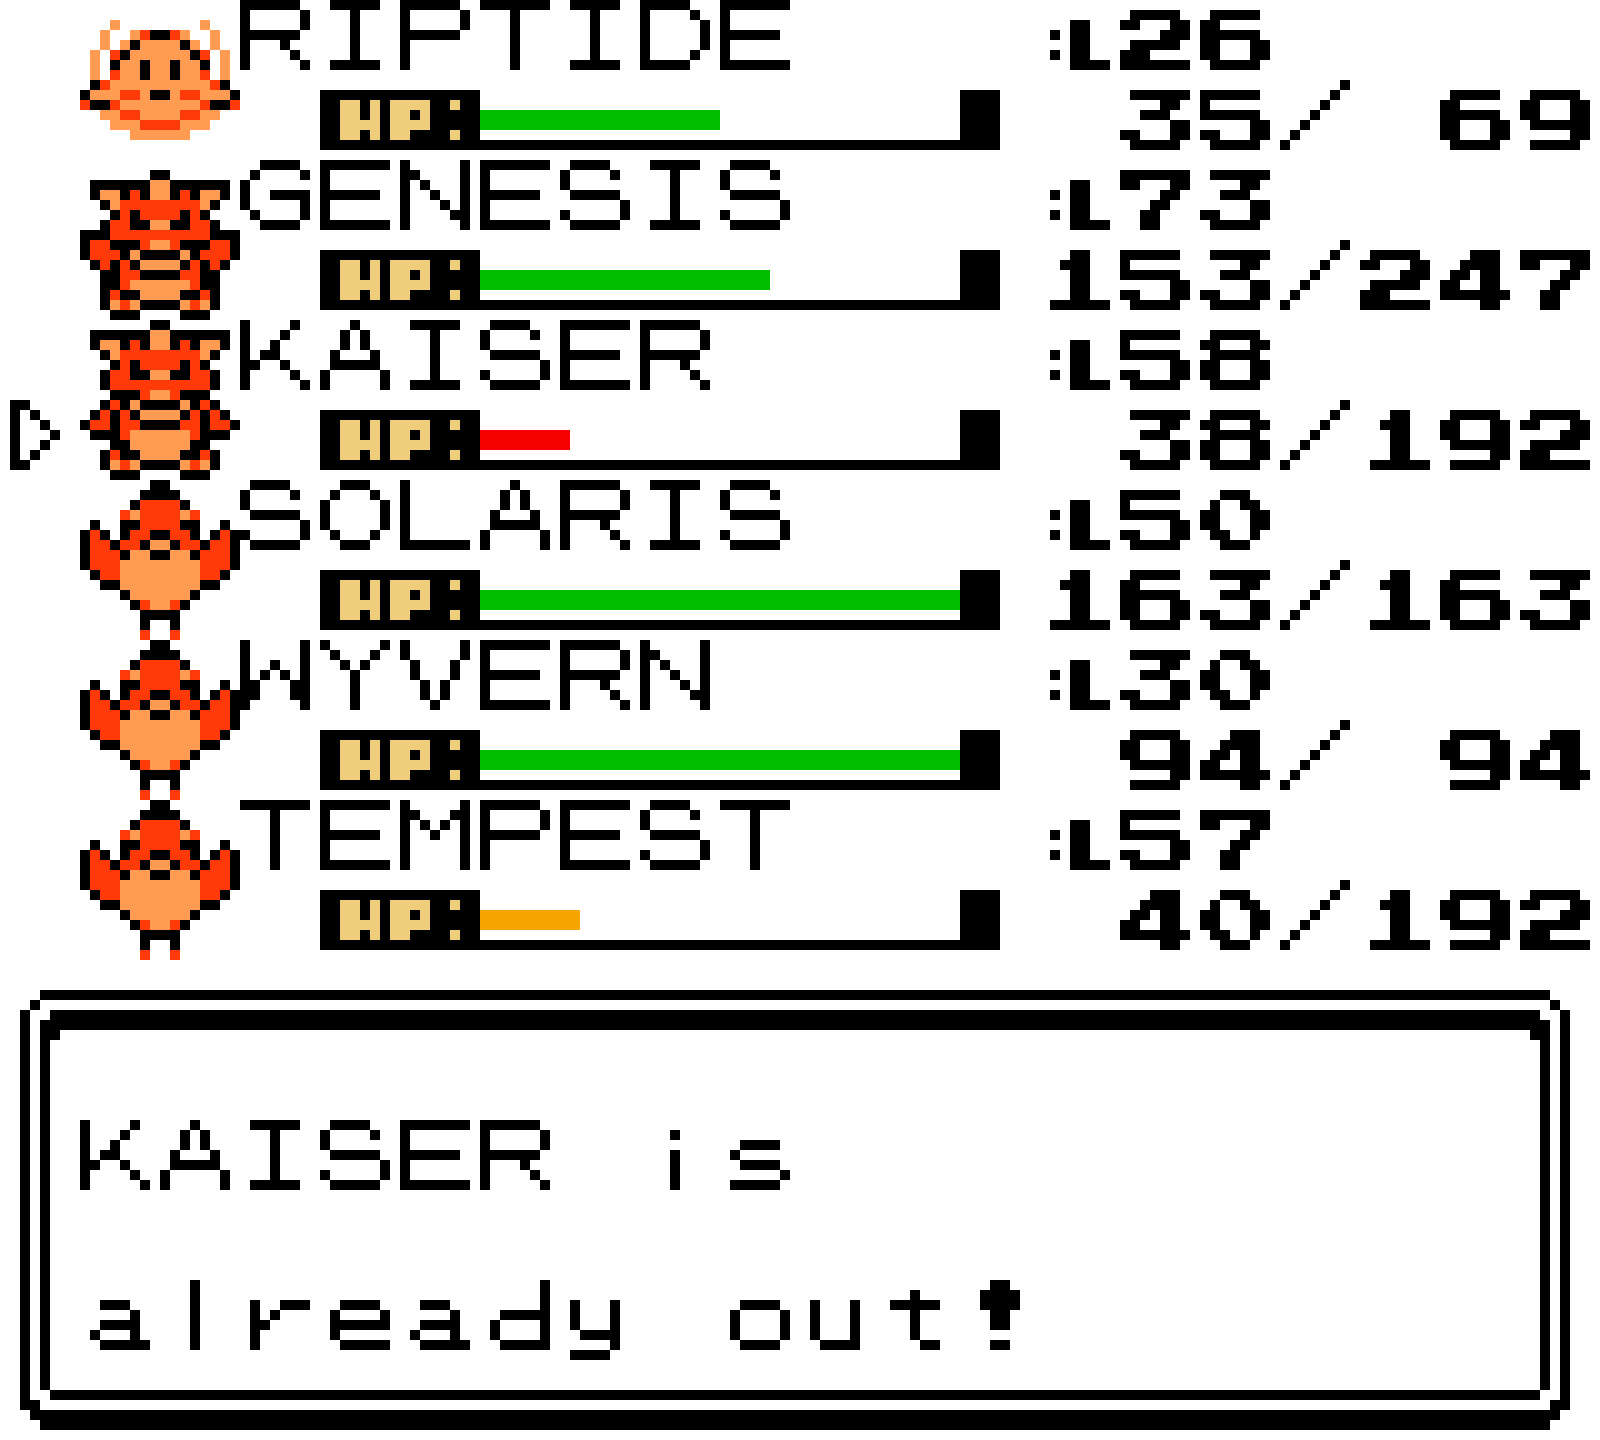 RIPTIDE :L26
HP: 35/ 69
GENESIS :L73
HP: 153/247
KAISER :L58
HP: 38/192
SOLARIS :L50
HP: 163/163
WYVERN :L30
HP: 94/ 94
TEMPEST :L57
HP: 40/192
KAISER is
already out!